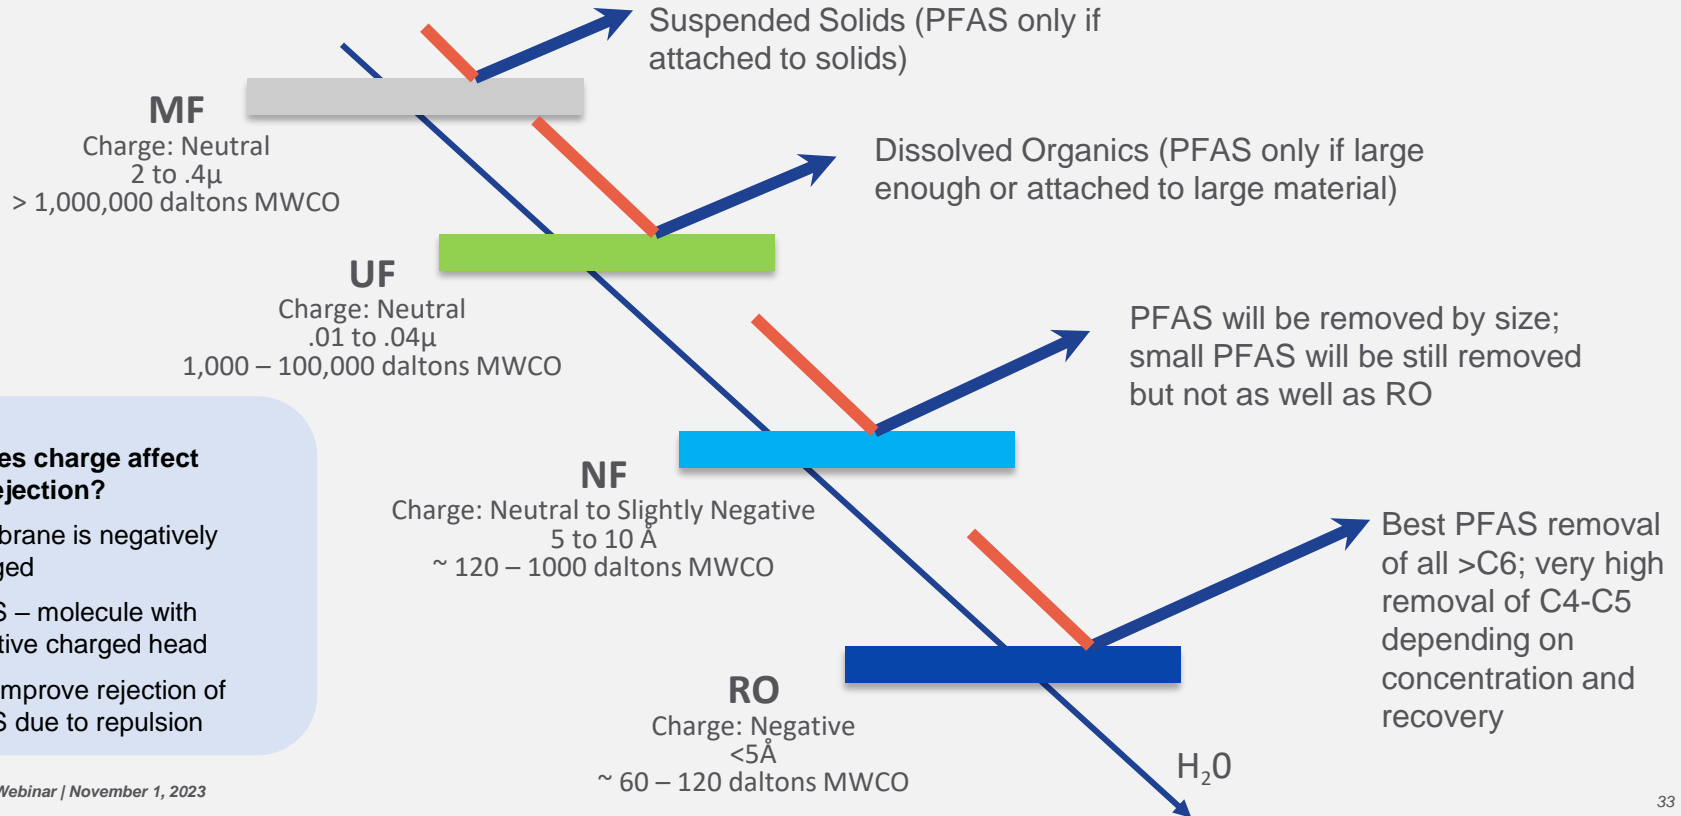 Suspended Solids (PFAS only if
attached to solids)
MF
Charge: Neutral
2 to .4µ
> 1,000,000 daltons MWCO
Dissolved Organics (PFAS only if large
enough or attached to large material)
UF
Charge: Neutral
.01 to .04µ
1,000 – 100,000 daltons MWCO
PFAS will be removed by size;
small PFAS will be still removed
but not as well as RO
NF
Charge: Neutral to Slightly Negative
5 to 10 Å
~ 120 – 1000 daltons MWCO
es charge affect
ejection?
brane is negatively
ged
S – molecule with
tive charged head
improve rejection of
S due to repulsion
Best PFAS removal
of all >C6; very high
removal of C4-C5
depending on
concentration and
recovery
RO
Charge: Negative
<5Å
~ 60 – 120 daltons MWCO
H₂0
Webinar | November 1, 2023
33